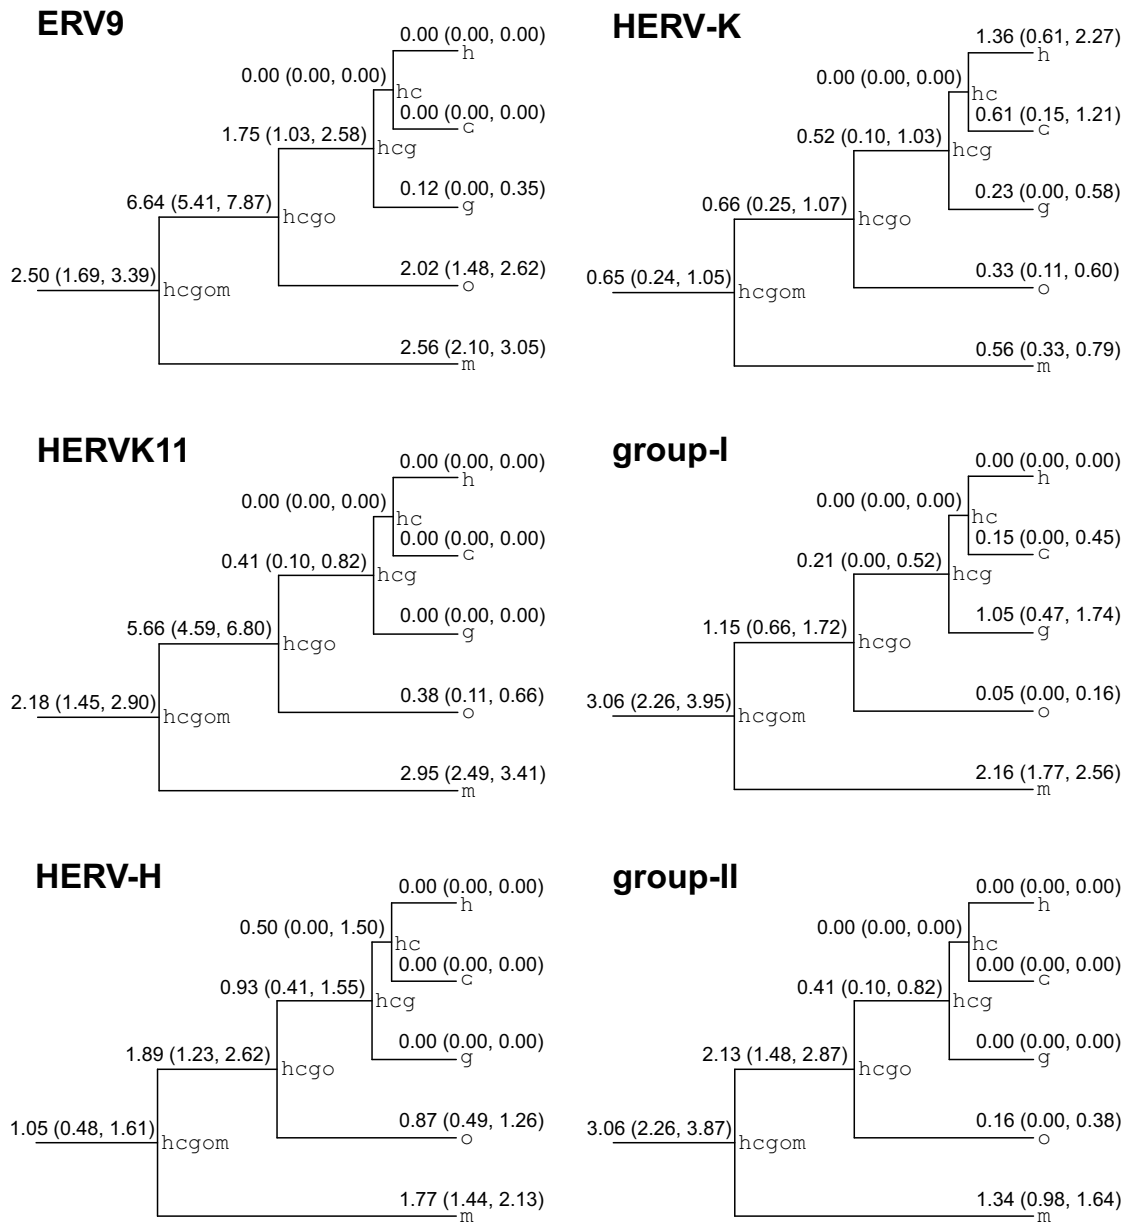 ERV9
0.00 (0.00, 0.00)
h
0.00 (0.00, 0.00)
hc
0.00 (0.00, 0.00)
c
1.75 (1.03, 2.58)
hcg
0.12 (0.00, 0.35)
g
6.64 (5.41, 7.87)
hcgo
2.02 (1.48, 2.62)
o
2.50 (1.69, 3.39)
hcgom
2.56 (2.10, 3.05)
m
HERV-K
1.36 (0.61, 2.27)
h
0.00 (0.00, 0.00)
hc
0.61 (0.15, 1.21)
c
0.52 (0.10, 1.03)
hcg
0.23 (0.00, 0.58)
g
0.66 (0.25, 1.07)
hcgo
0.33 (0.11, 0.60)
o
0.65 (0.24, 1.05)
hcgom
0.56 (0.33, 0.79)
m
HERVK11
0.00 (0.00, 0.00)
h
0.00 (0.00, 0.00)
hc
0.00 (0.00, 0.00)
c
0.41 (0.10, 0.82)
hcg
0.00 (0.00, 0.00)
g
5.66 (4.59, 6.80)
hcgo
0.38 (0.11, 0.66)
o
2.18 (1.45, 2.90)
hcgom
2.95 (2.49, 3.41)
m
group-I
0.00 (0.00, 0.00)
h
0.00 (0.00, 0.00)
hc
0.15 (0.00, 0.45)
c
0.21 (0.00, 0.52)
hcg
1.05 (0.47, 1.74)
g
1.15 (0.66, 1.72)
hcgo
0.05 (0.00, 0.16)
o
3.06 (2.26, 3.95)
hcgom
2.16 (1.77, 2.56)
m
HERV-H
0.00 (0.00, 0.00)
h
0.50 (0.00, 1.50)
hc
0.00 (0.00, 0.00)
c
0.93 (0.41, 1.55)
hcg
0.00 (0.00, 0.00)
g
1.89 (1.23, 2.62)
hcgo
0.87 (0.49, 1.26)
o
1.05 (0.48, 1.61)
hcgom
1.77 (1.44, 2.13)
m
group-II
0.00 (0.00, 0.00)
h
0.00 (0.00, 0.00)
hc
0.00 (0.00, 0.00)
c
0.41 (0.10, 0.82)
hcg
0.00 (0.00, 0.00)
g
2.13 (1.48, 2.87)
hcgo
0.16 (0.00, 0.38)
o
3.06 (2.26, 3.87)
hcgom
1.34 (0.98, 1.64)
m